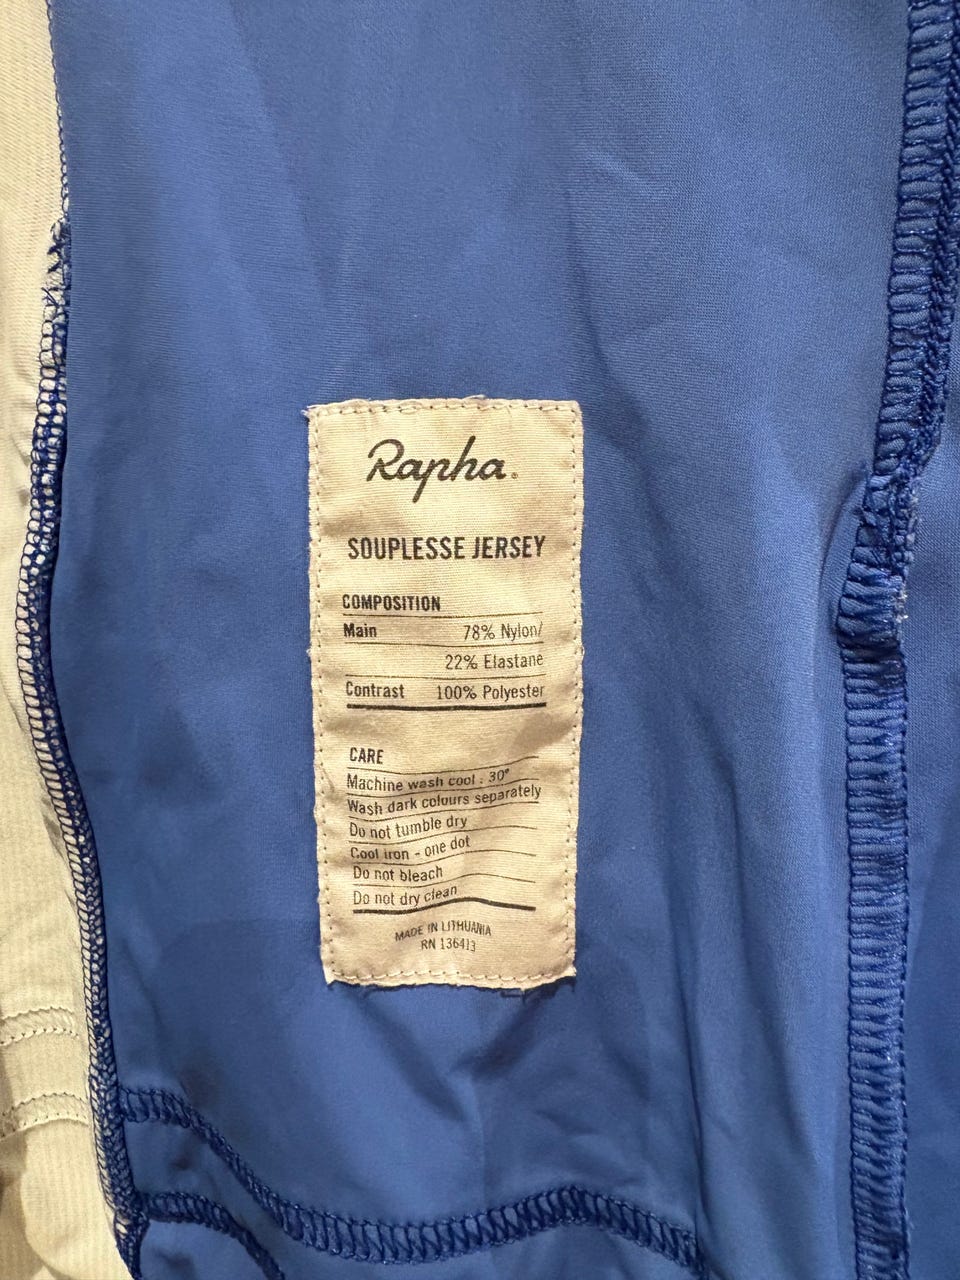 Rapha.
SOUPLESSE JERSEY
COMPOSITION
Main 78% Nylon/
22% Elastane
Contrast 100% Polyester
CARE
Machine wash cool : 30°
Wash dark colours separately
Do not tumble dry
Cool iron - one dot
Do not bleach
Do not dry clean
MADE IN LITHUANIA
RN 136413